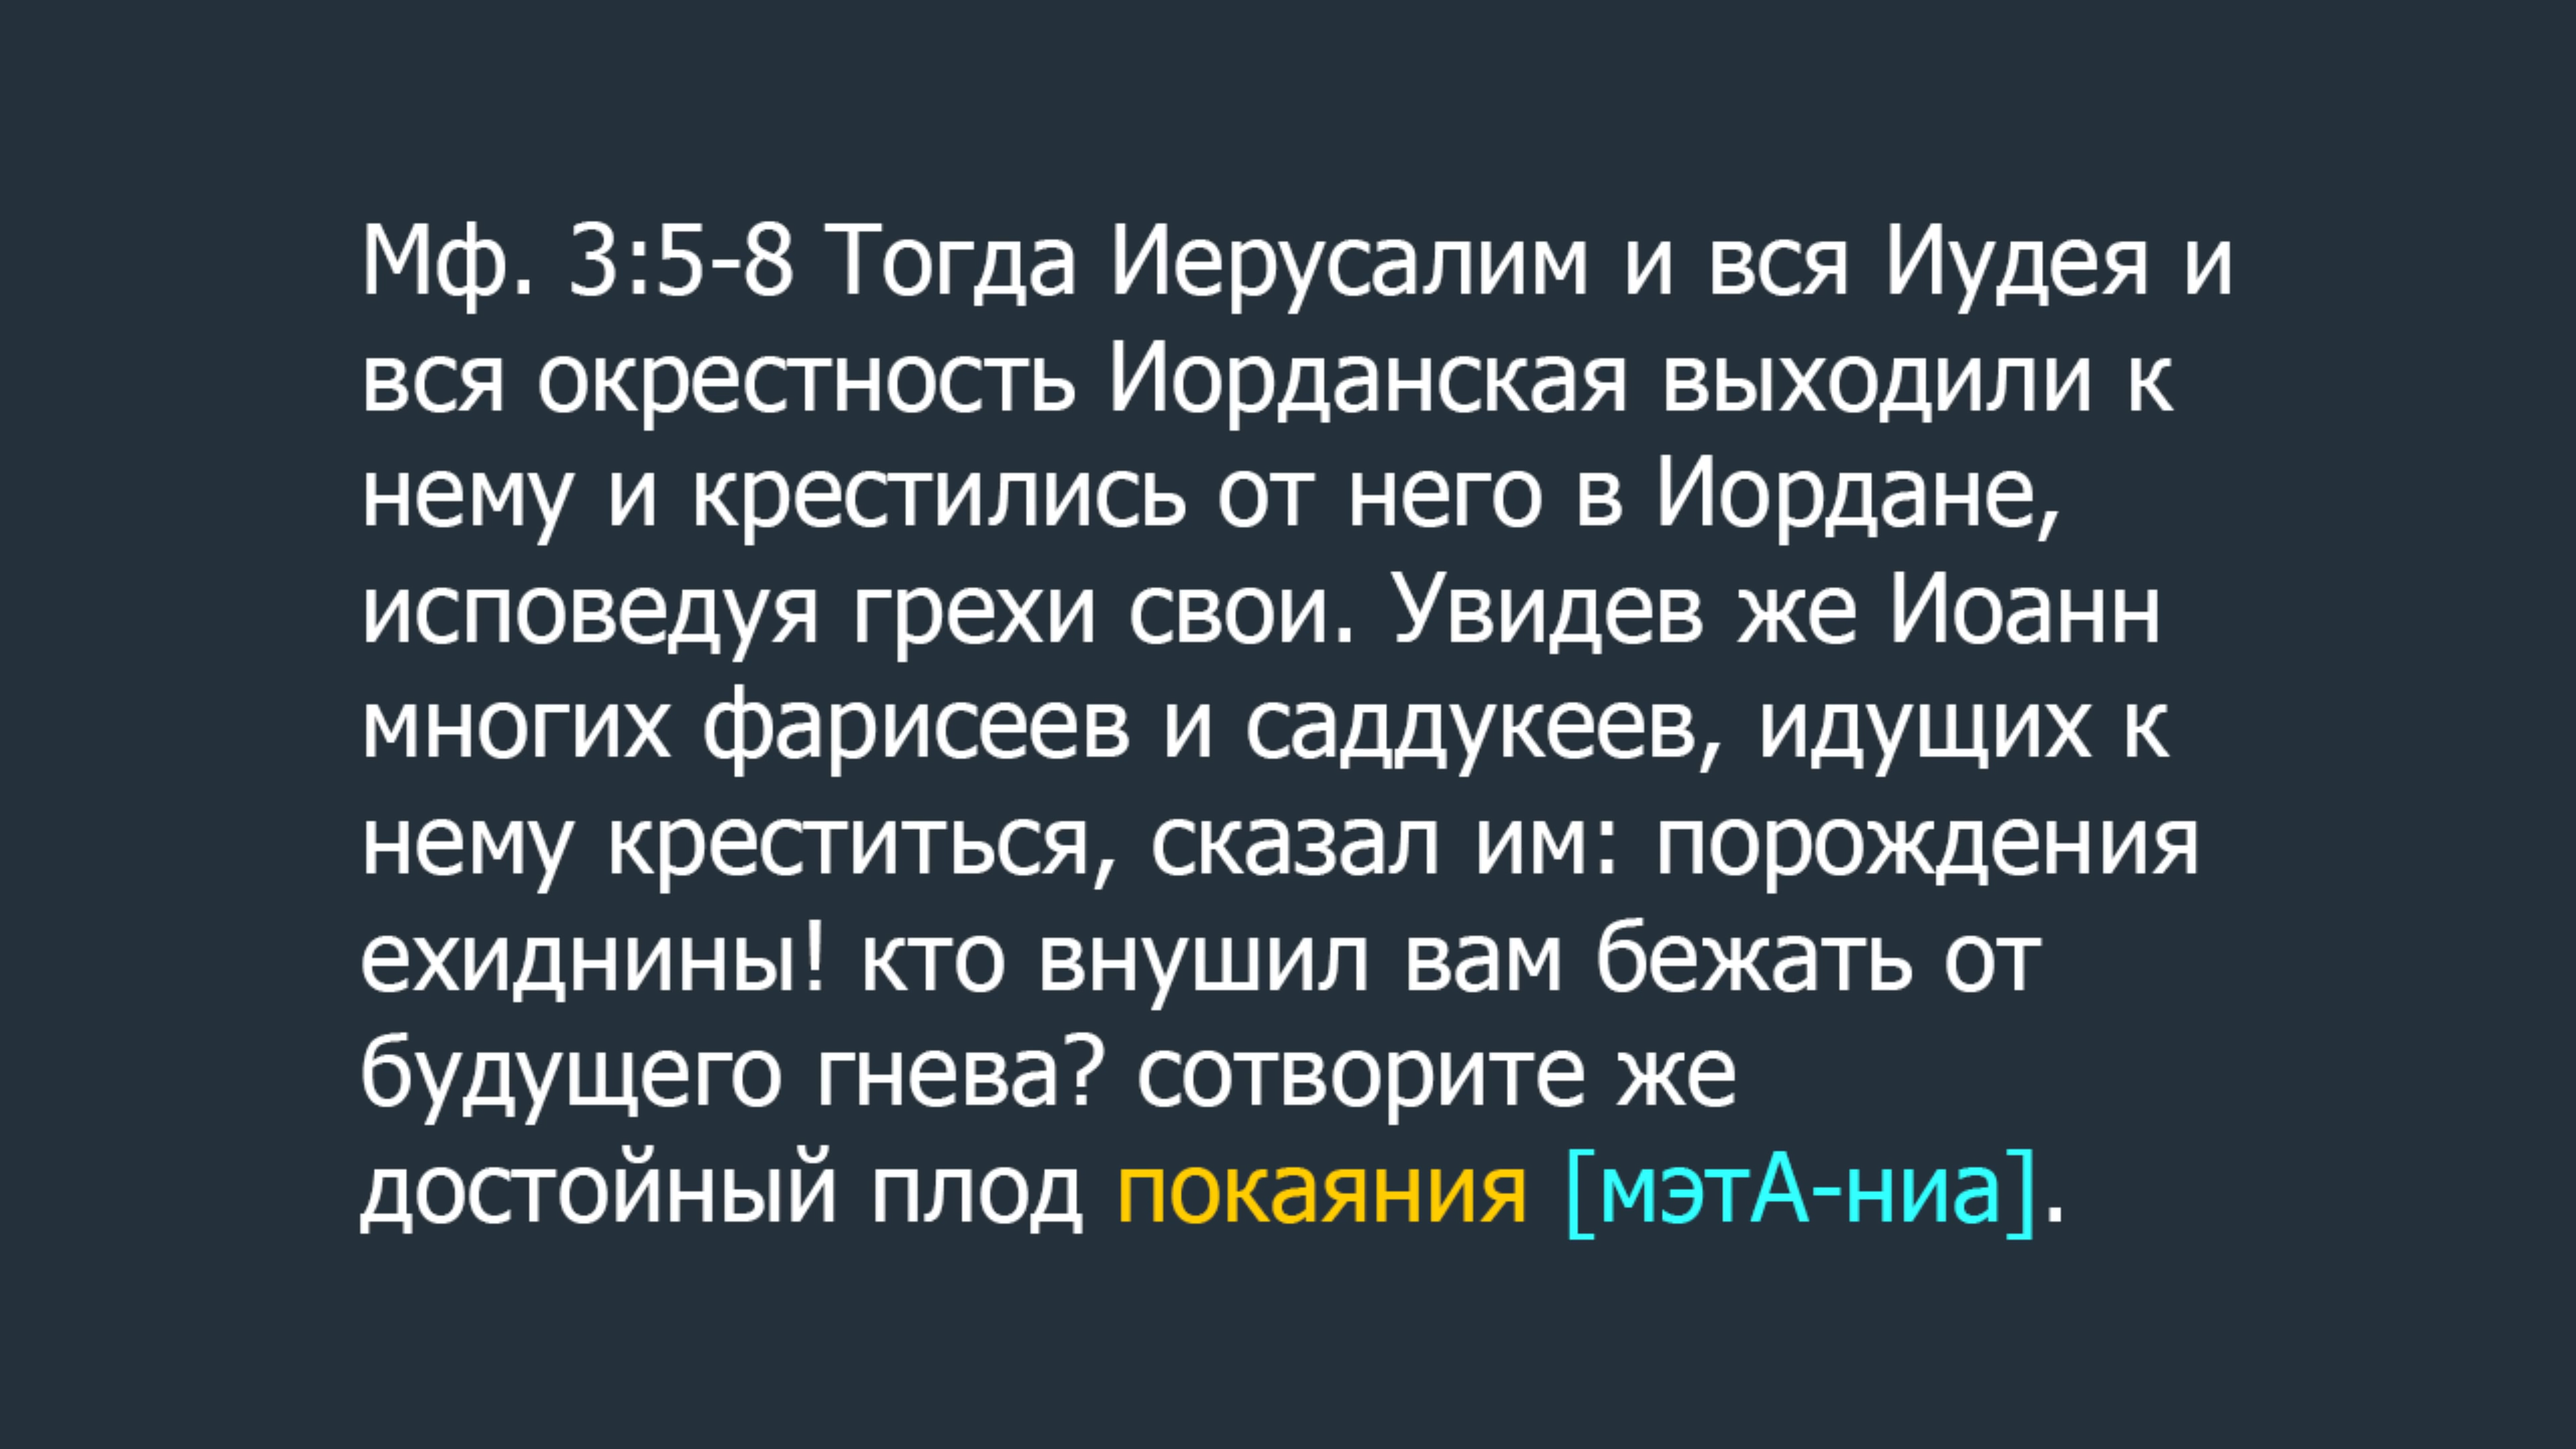 Мф. 3:5-8 Тогда Иерусалим и вся Иудея и
вся окрестность Иорданская выходили к
нему и крестились от него в Иордане,
исповедуя грехи свои. Увидев же Иоанн
многих фарисеев и саддукеев, идущих к
нему креститься, сказал им: порождения
ехиднины! кто внушил вам бежать от
будущего гнева? сотворите же
достойный плод покаяния [мэтА-ниа].